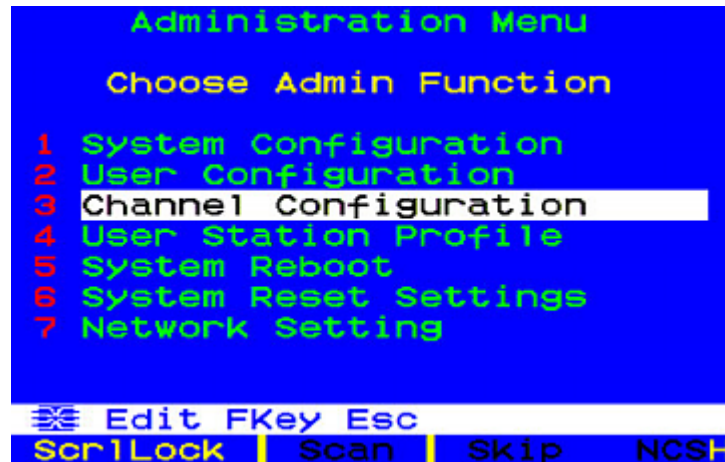 Administration Menu
Choose Admin Function
1 System Configuration
2 User Configuration
3 Channel Configuration
4 User Station Profile
5 System Reboot
6 System Reset Settings
7 Network Setting
Edit FKey Esc
ScrlLock Scan Skip NCSH